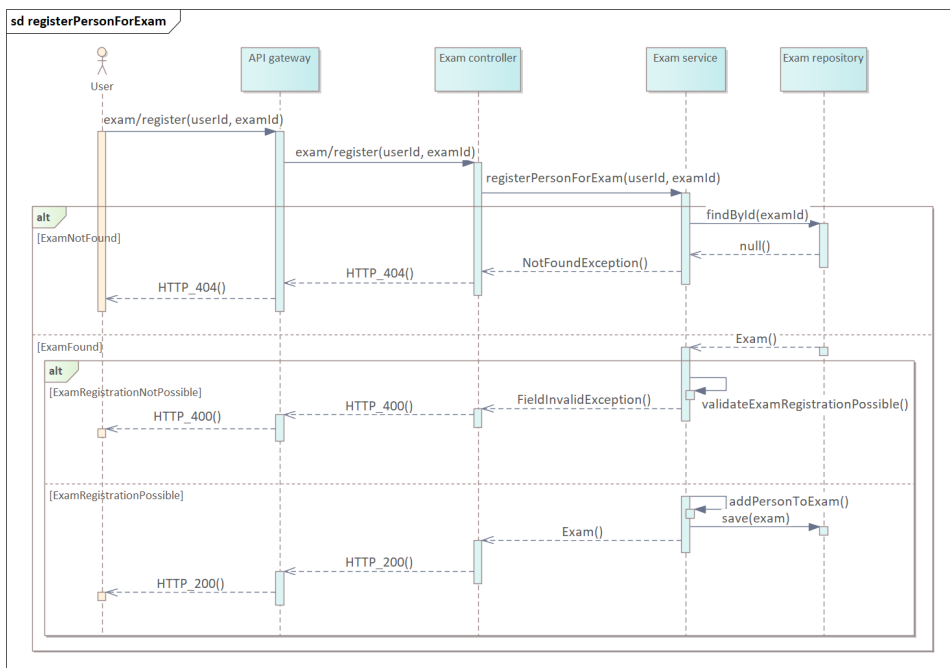 sd registerPersonForExam
User
API gateway
Exam controller
Exam service
Exam repository
exam/register(userId, examId)
exam/register(userId, examId)
registerPersonForExam(userId, examId)
alt
[ExamNotFound]
findById(examId)
null()
NotFoundException()
HTTP_404()
HTTP_404()
[ExamFound]
Exam()
alt
[ExamRegistrationNotPossible]
validateExamRegistrationPossible()
FieldInvalidException()
HTTP_400()
HTTP_400()
[ExamRegistrationPossible]
addPersonToExam()
save(exam)
Exam()
HTTP_200()
HTTP_200()